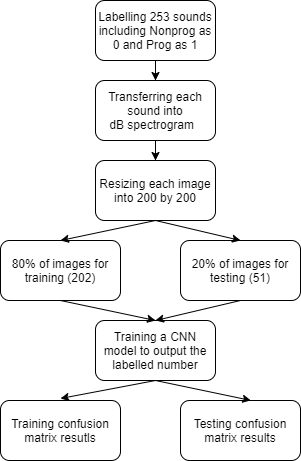 Labelling 253 sounds
including Nonprog as
0 and Prog as 1
Transferring each
sound into
dB spectrogram
Resizing each image
into 200 by 200
80% of images for
training (202)
20% of images for
testing (51)
Training a CNN
model to output the
labelled number
Training confusion
matrix resutls
Testing confusion
matrix results